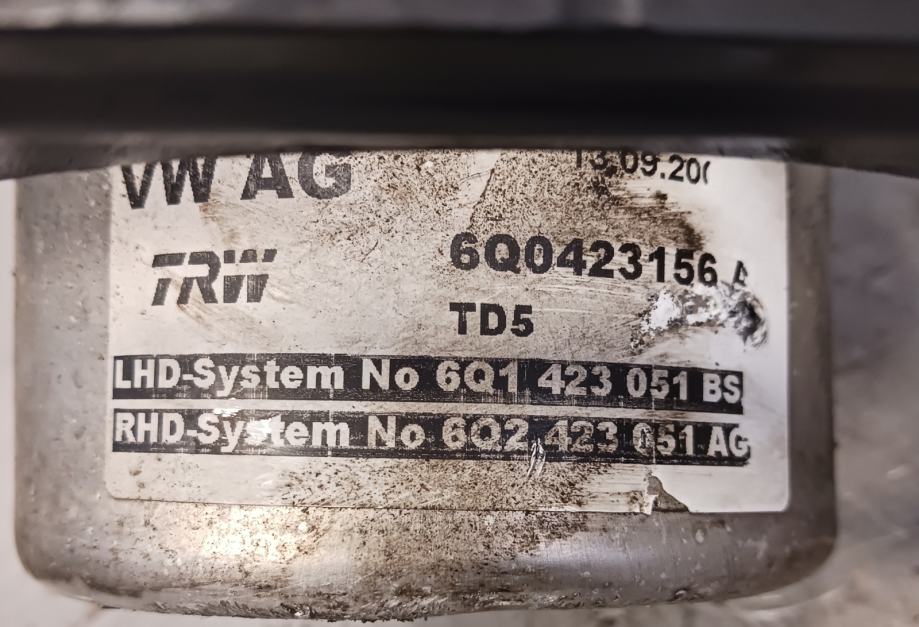 VW AG 13.09.20
TRW 6Q0423156 A
TD5
LHD-System No 6Q1 423 051 BS
RHD-System No 6Q2 423 051 AG